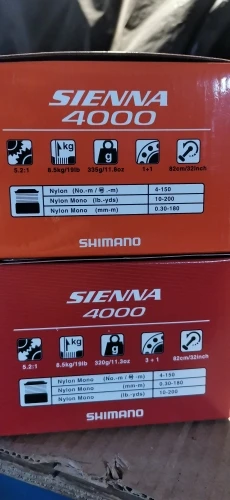 SIENNA
4000
kg
g
5.2:1 8.5kg/19lb 335g/11.8oz 1+1 82cm/32inch
Nylon (No.-m / 号.-m) 4-150
Nylon Mono (lb.-yds) 10-200
Nylon Mono (mm-m) 0.30-180
SHIMANO
SIENNA
4000
kg
g
5.2:1 8.5kg/19lb 320g/11.3oz 3+1 82cm/32inch
Nylon Mono (No.-m / 号.-m) 4-150
Nylon Mono (mm-m) 0.30-180
Nylon Mono (lb.-yds) 10-200
SHIMANO